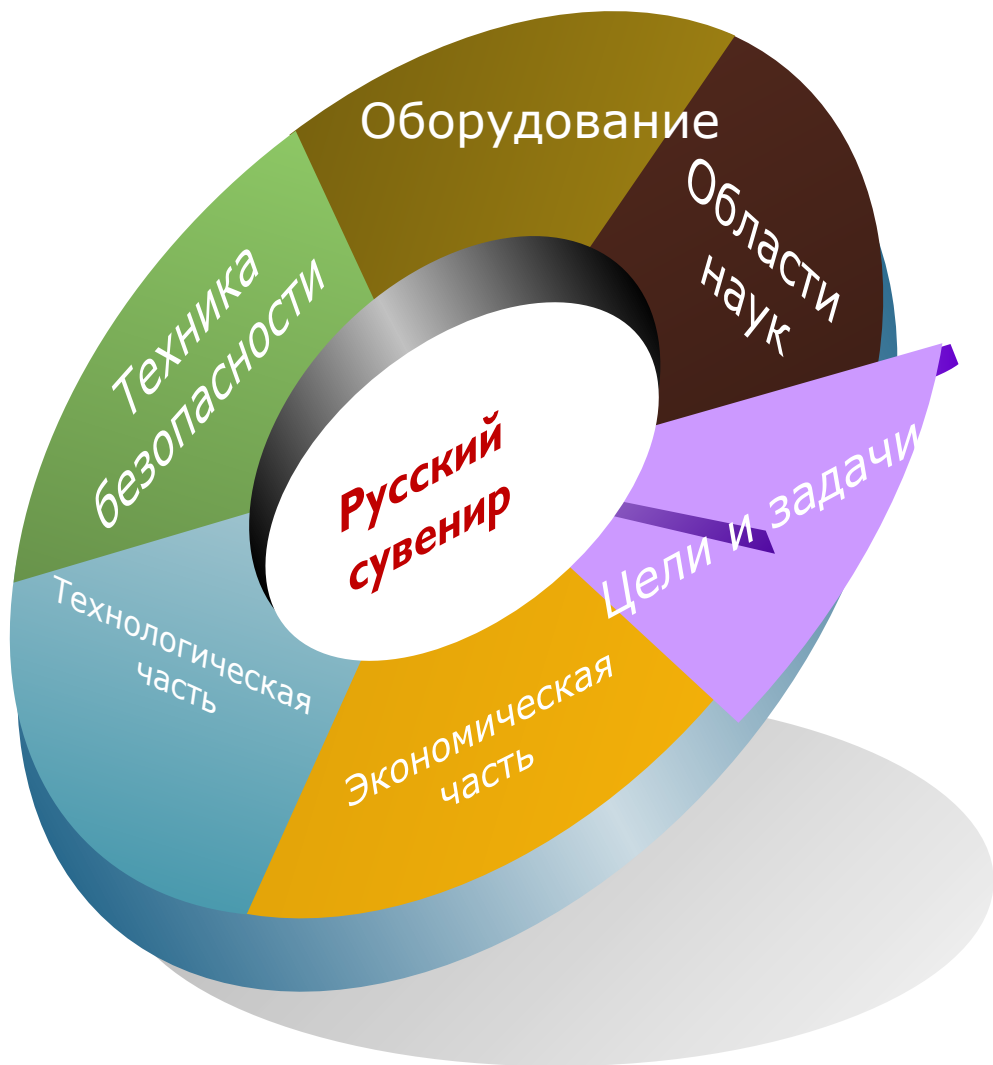 Оборудование
Области
наук
Техника
безопасности
Русский
сувенир
Цели и задачи
Технологическая
часть
Экономическая
часть